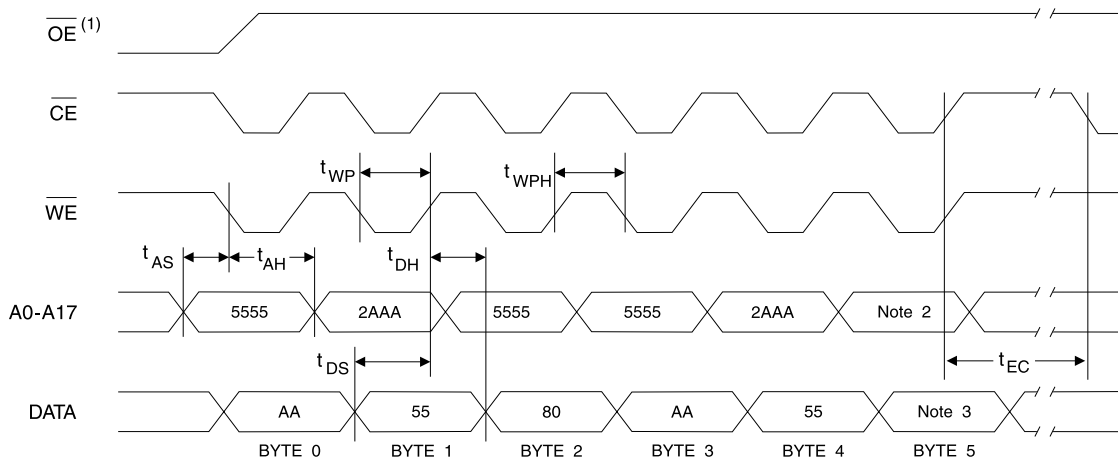 OE (1)
CE
tWP
tWPH
WE
tAS
tAH
tDH
A0-A17
5555
2AAA
5555
5555
2AAA
Note 2
tDS
tEC
DATA
AA
55
80
AA
55
Note 3
BYTE 0
BYTE 1
BYTE 2
BYTE 3
BYTE 4
BYTE 5